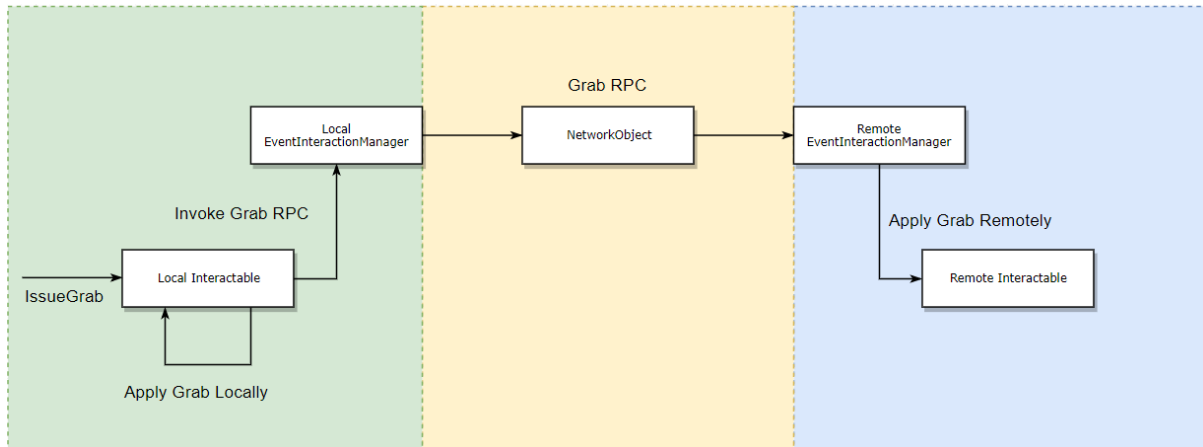 Grab RPC
Local
EventInteractionManager
NetworkObject
Remote
EventInteractionManager
Invoke Grab RPC
Apply Grab Remotely
Local Interactable
Remote Interactable
IssueGrab
Apply Grab Locally